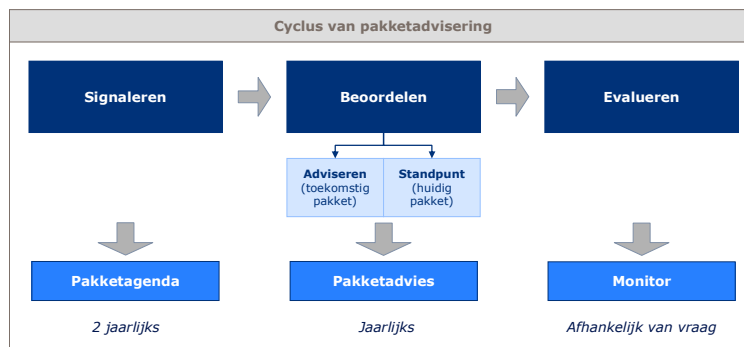 Cyclus van pakketadvisering
Signaleren
Beoordelen
Evalueren
Adviseren
(toekomstig
pakket)
Standpunt
(huidig
pakket)
Pakketagenda
Pakketadvies
Monitor
2 jaarlijks
Jaarlijks
Afhankelijk van vraag